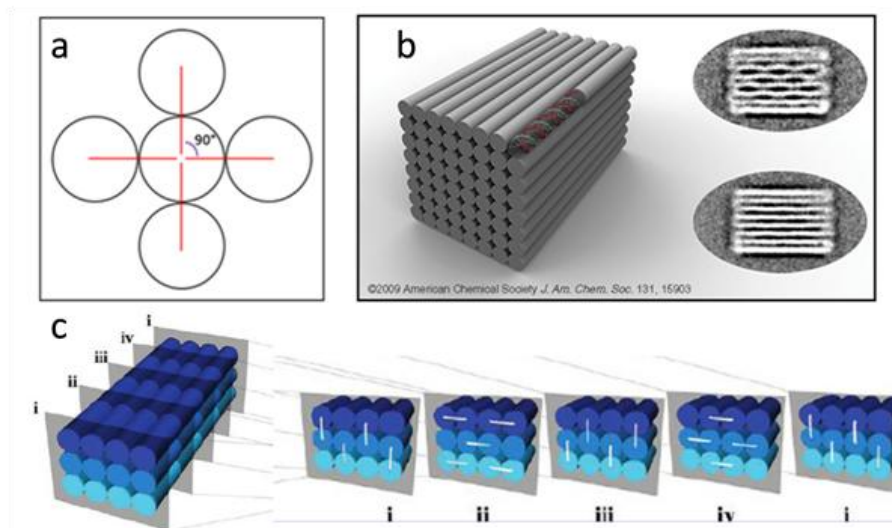 a
90°
b
©2009 American Chemical Society J. Am. Chem. Soc. 131, 15903
c
i
iv
iii
ii
i
i
ii
iii
iv
i